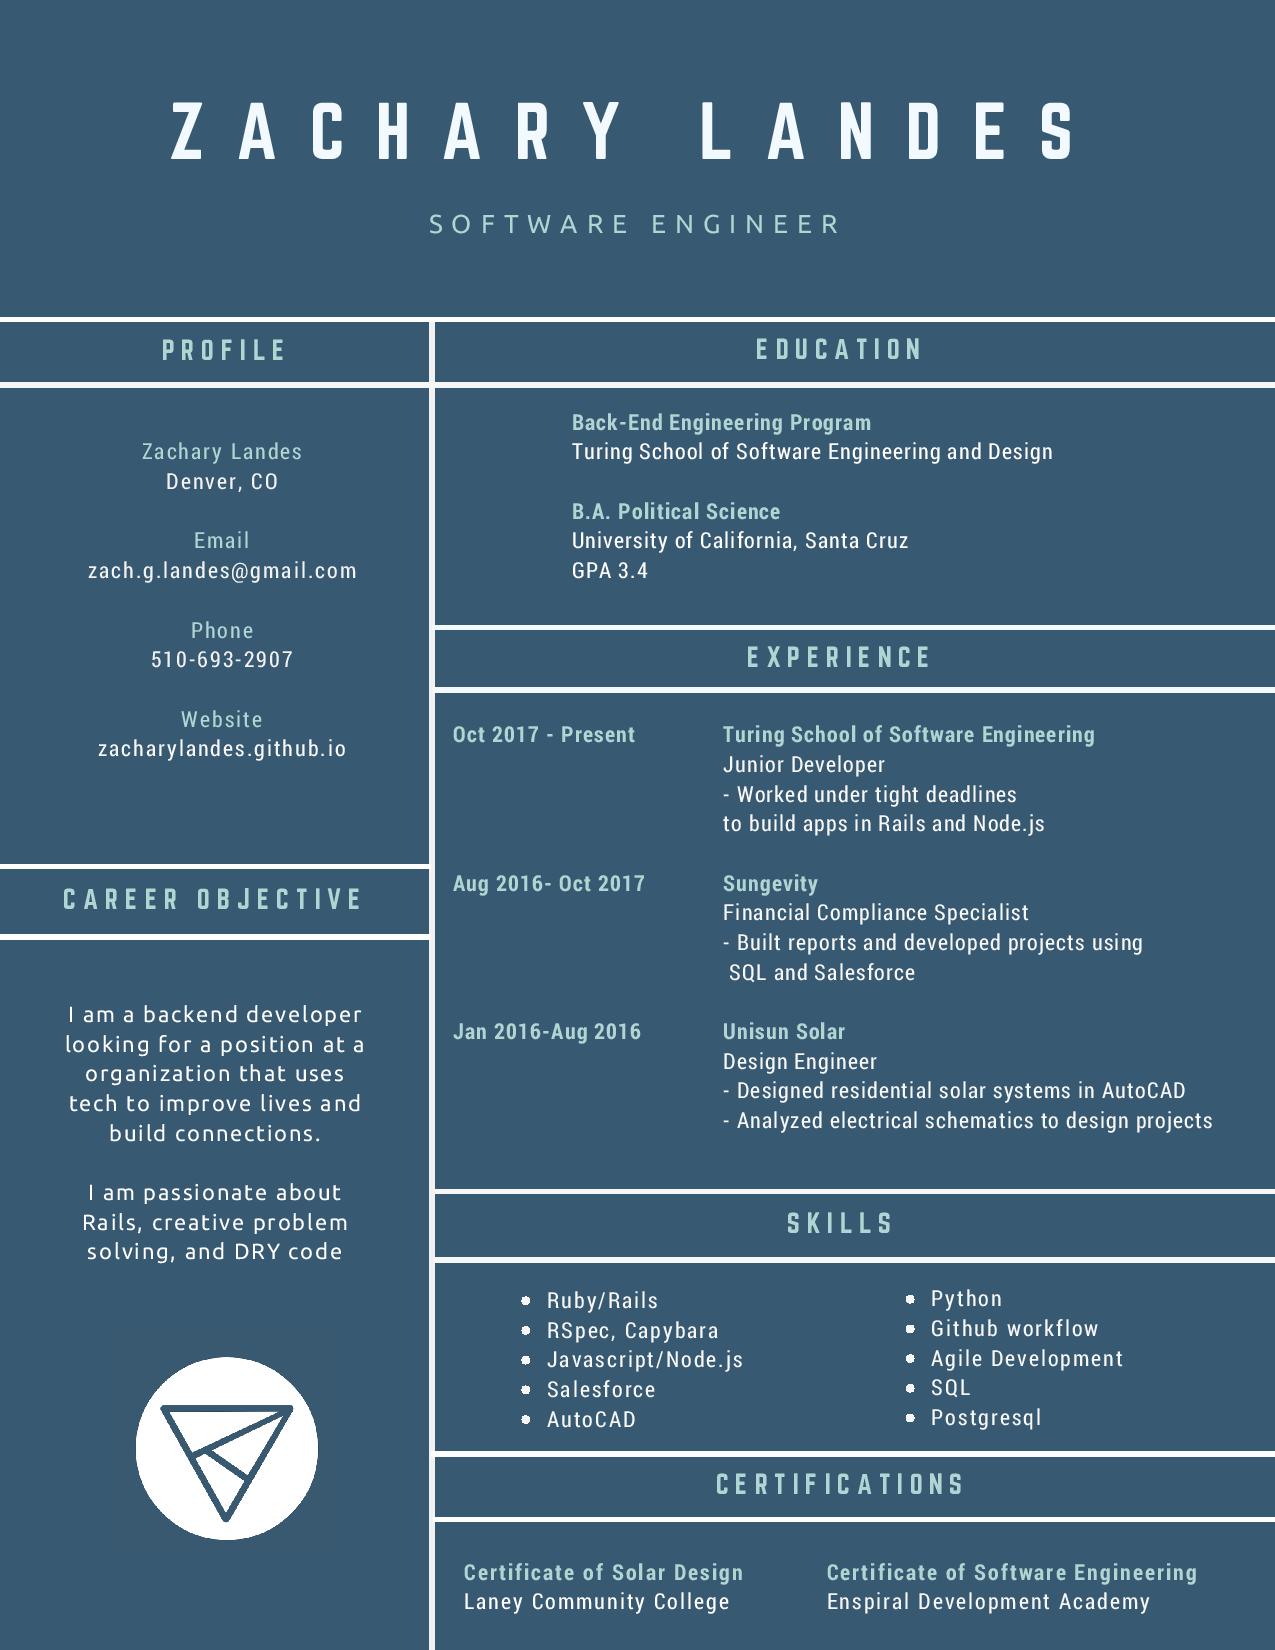 ZACHARY LANDES
SOFTWARE ENGINEER
PROFILE
Zachary Landes
Denver, CO
Email
zach.g.landes@gmail.com
Phone
510-693-2907
Website
zacharylandes.github.io
CAREER OBJECTIVE
I am a backend developer
looking for a position at a
organization that uses
tech to improve lives and
build connections.
I am passionate about
Rails, creative problem
solving, and DRY code
EDUCATION
Back-End Engineering Program
Turing School of Software Engineering and Design
B.A. Political Science
University of California, Santa Cruz
GPA 3.4
EXPERIENCE
Oct 2017 - Present
Turing School of Software Engineering
Junior Developer
- Worked under tight deadlines
to build apps in Rails and Node.js
Aug 2016- Oct 2017
Sungevity
Financial Compliance Specialist
- Built reports and developed projects using
SQL and Salesforce
Jan 2016-Aug 2016
Unisun Solar
Design Engineer
- Designed residential solar systems in AutoCAD
- Analyzed electrical schematics to design projects
SKILLS
• Ruby/Rails
• RSpec, Capybara
• Javascript/Node.js
• Salesforce
• AutoCAD
• Python
• Github workflow
• Agile Development
• SQL
• Postgresql
CERTIFICATIONS
Certificate of Solar Design
Laney Community College
Certificate of Software Engineering
Enspiral Development Academy